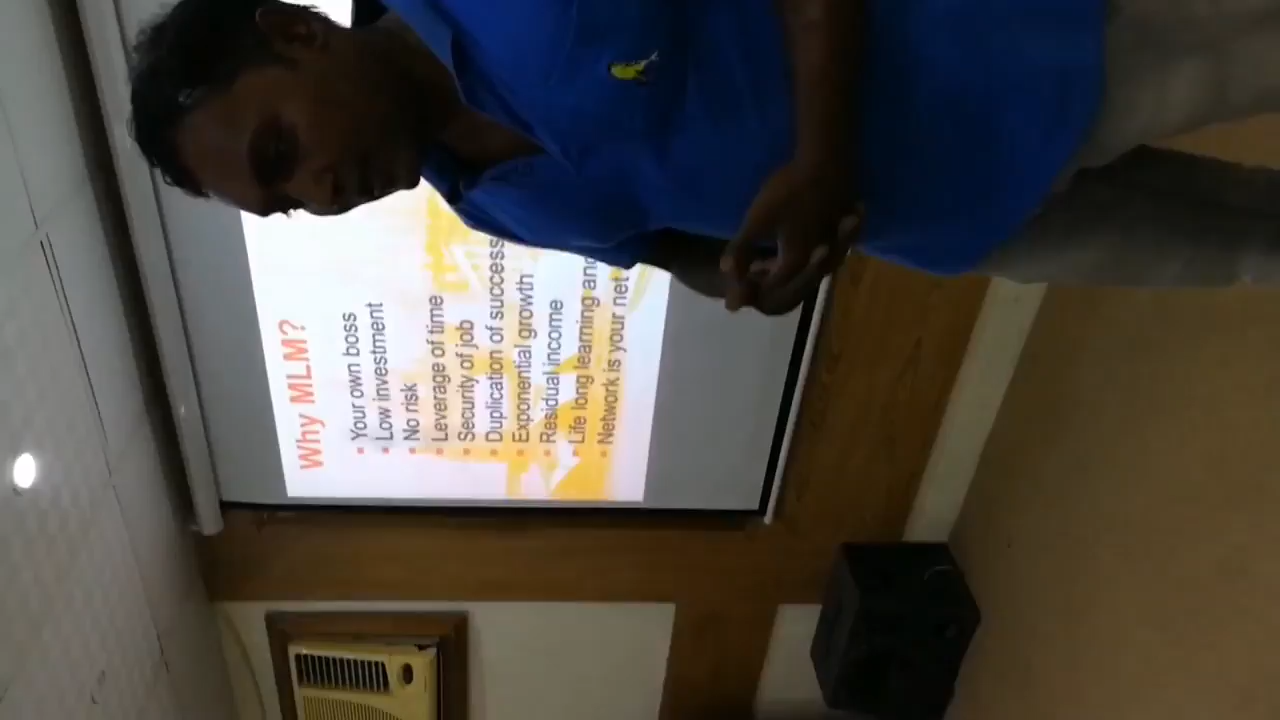 Why MLM?
• Your own boss
• Low investment
• No risk
• Leverage of time
• Security of job
• Duplication of success
• Exponential growth
• Residual income
• Life long learning and
• Network is your net